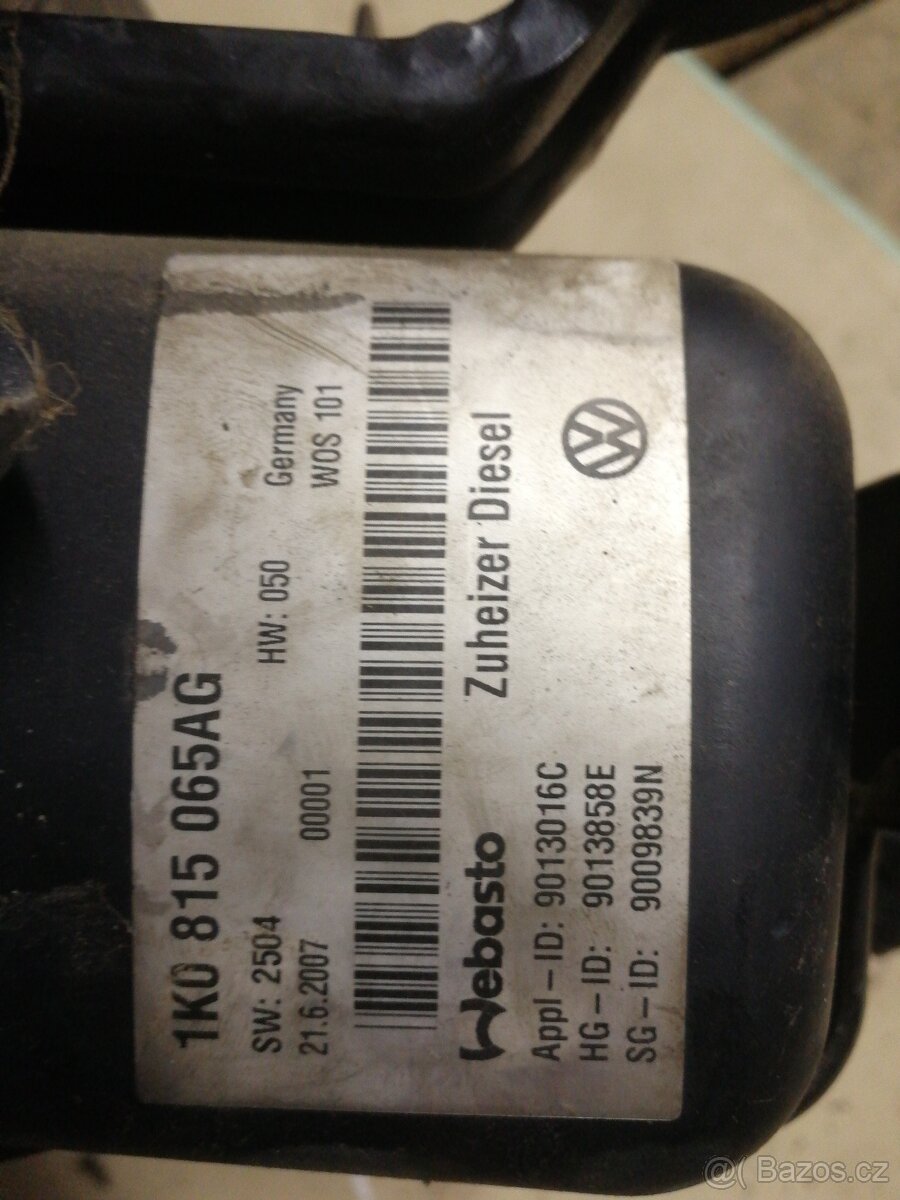 1K0 815 065AG
SW: 2504 HW: 050 Germany
21.6.2007 00001 WOS 101
Webasto Zuheizer Diesel
Appl-ID: 9013016C
HG-ID: 9013858E
SG-ID: 9009839N
VW
@( Bazos.cz